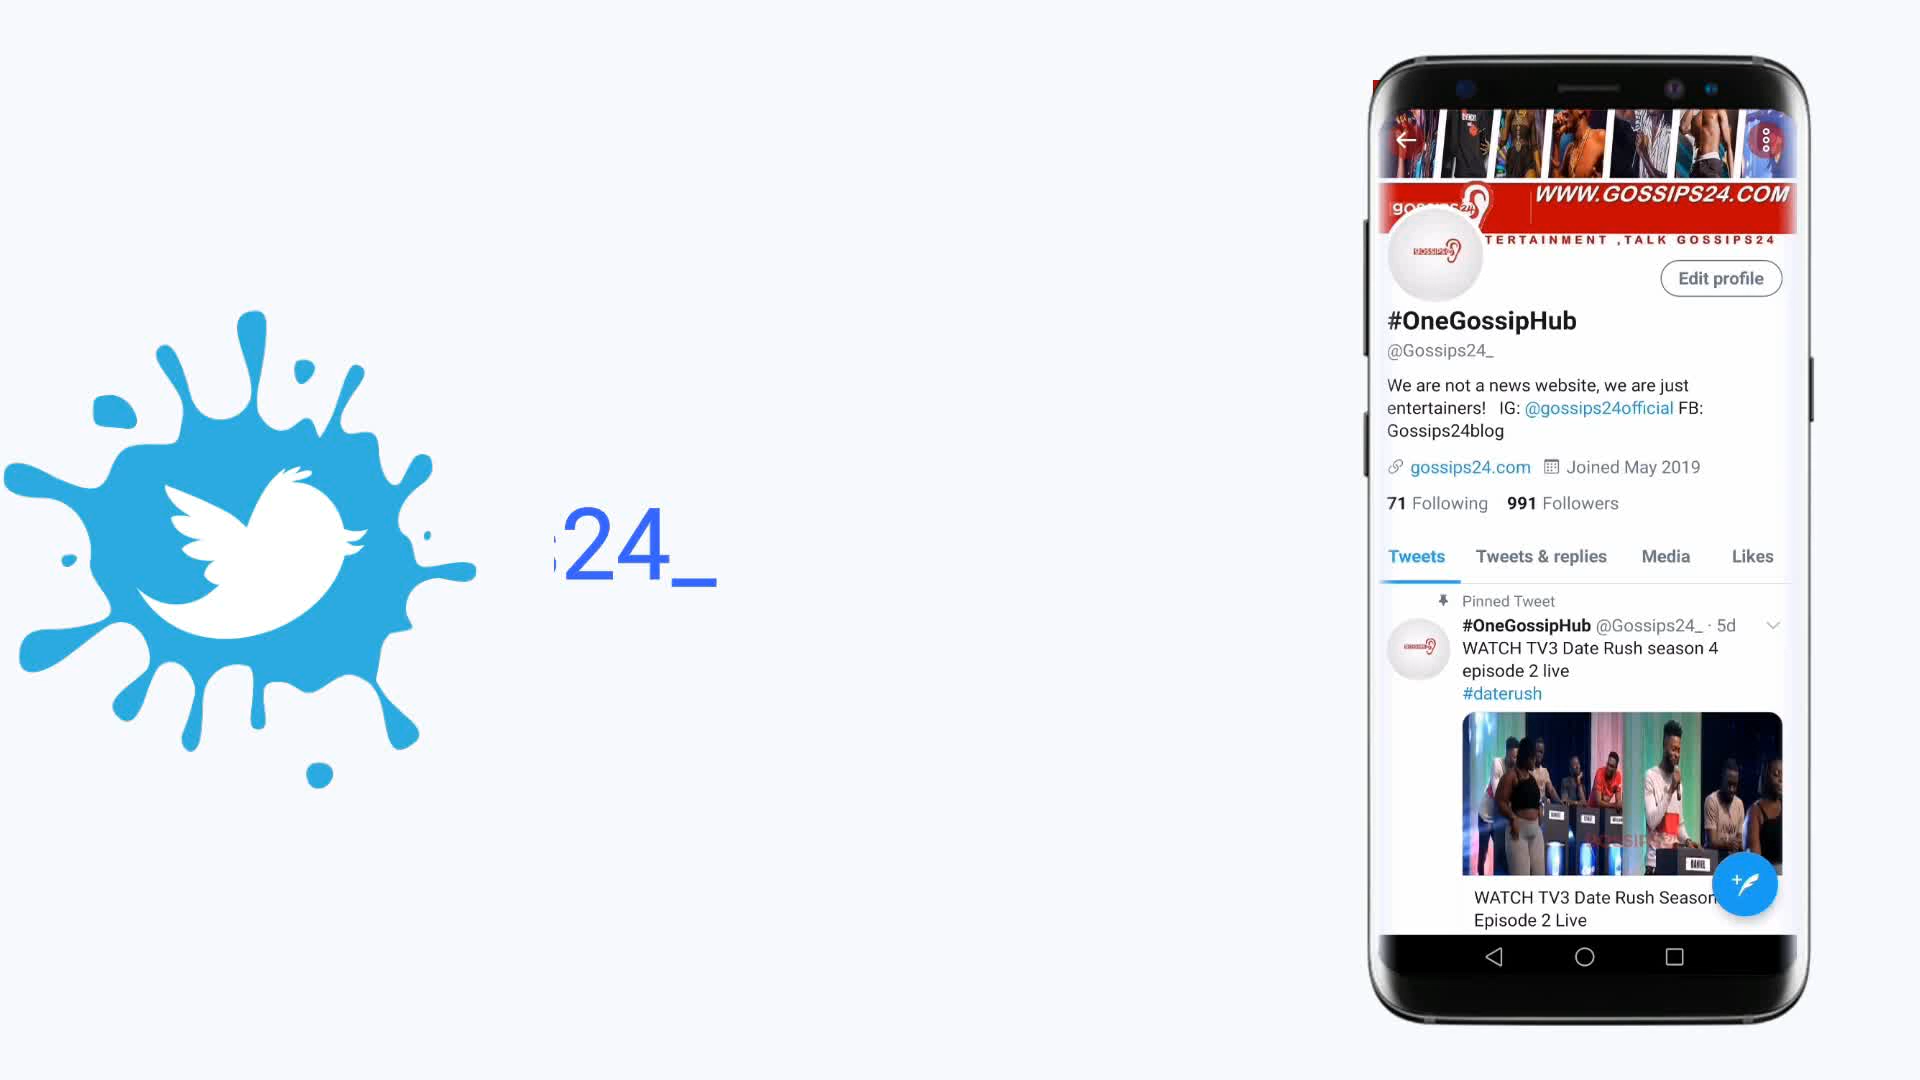 24_
WWW.GOSSIPS24.COM
TERTAINMENT ,TALK GOSSIPS24
GOSSIPS24
Edit profile
#OneGossipHub
@Gossips24_
We are not a news website, we are just
entertainers! IG: @gossips24official FB:
Gossips24blog
gossips24.com Joined May 2019
71 Following 991 Followers
Tweets Tweets & replies Media Likes
Pinned Tweet
#OneGossipHub @Gossips24_ · 5d
WATCH TV3 Date Rush season 4
episode 2 live
#daterush
WATCH TV3 Date Rush Season
Episode 2 Live